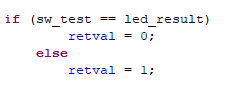 if (sw_test == led_result)
        retval = 0;
    else
        retval = 1;